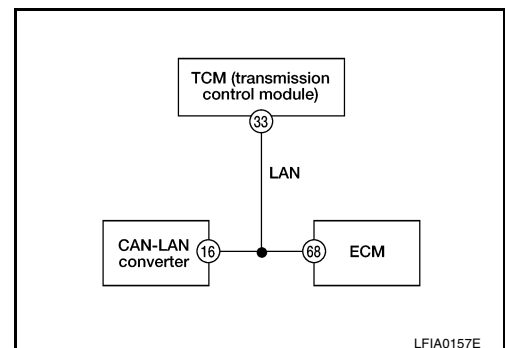 TCM (transmission
control module)
33
LAN
CAN-LAN
converter
16
68
ECM
LFIA0157E